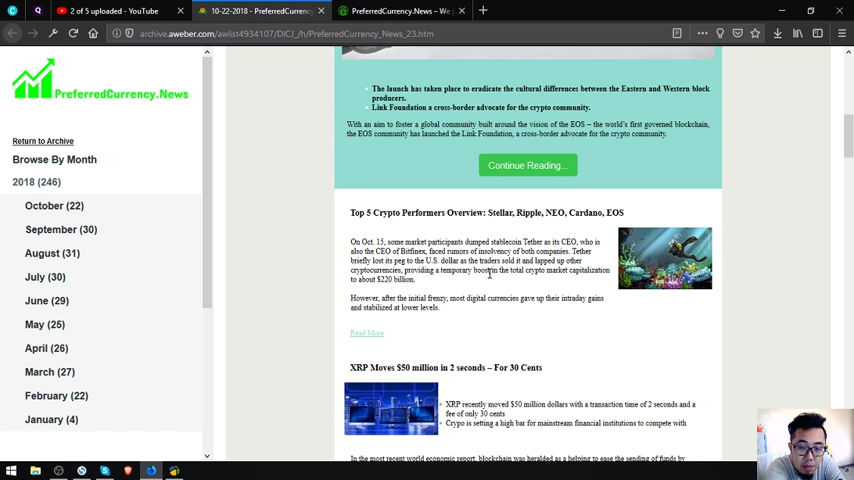 2 of 5 uploaded - YouTube
10-22-2018 - PreferredCurrency
PreferredCurrency.News – We p
archive.aweber.com/awlist4934107/DICJ_/h/PreferredCurrency_News_23.htm
PreferredCurrency.News
Return to Archive
Browse By Month
2018 (246)
October (22)
September (30)
August (31)
July (30)
June (29)
May (25)
April (26)
March (27)
February (22)
January (4)
The launch has taken place to eradicate the cultural differences between the Eastern and Western block
producers.
Link Foundation a cross-border advocate for the crypto community.
With an aim to foster a global community built around the vision of the EOS – the world's first governed blockchain,
the EOS community has launched the Link Foundation, a cross-border advocate for the crypto community.
Continue Reading...
Top 5 Crypto Performers Overview: Stellar, Ripple, NEO, Cardano, EOS
On Oct. 15, some market participants dumped stablecoin Tether as its CEO, who is
also the CEO of Bitfinex, faced rumors of insolvency of both companies. Tether
briefly lost its peg to the U.S. dollar as the traders sold it and lapped up other
cryptocurrencies, providing a temporary boost in the total crypto market capitalization
to about $220 billion.
However, after the initial frenzy, most digital currencies gave up their intraday gains
and stabilized at lower levels.
Read More
XRP Moves $50 million in 2 seconds – For 30 Cents
XRP recently moved $50 million dollars with a transaction time of 2 seconds and a
fee of only 30 cents
Crypo is setting a high bar for mainstream financial institutions to compete with
In the most recent world economic report, blockchain was heralded as a helping to ease the sending of funds by